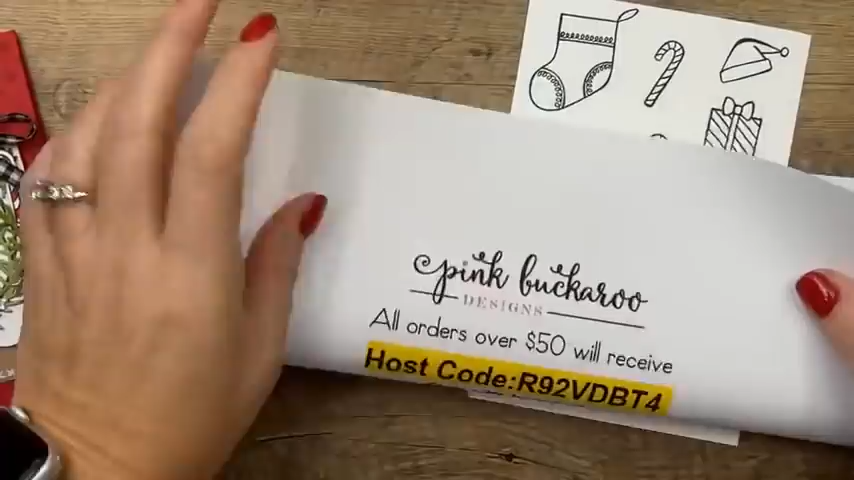 pink buckaroo
DESIGNS
All orders over $50 will receive
Host Code:R92VDBT4